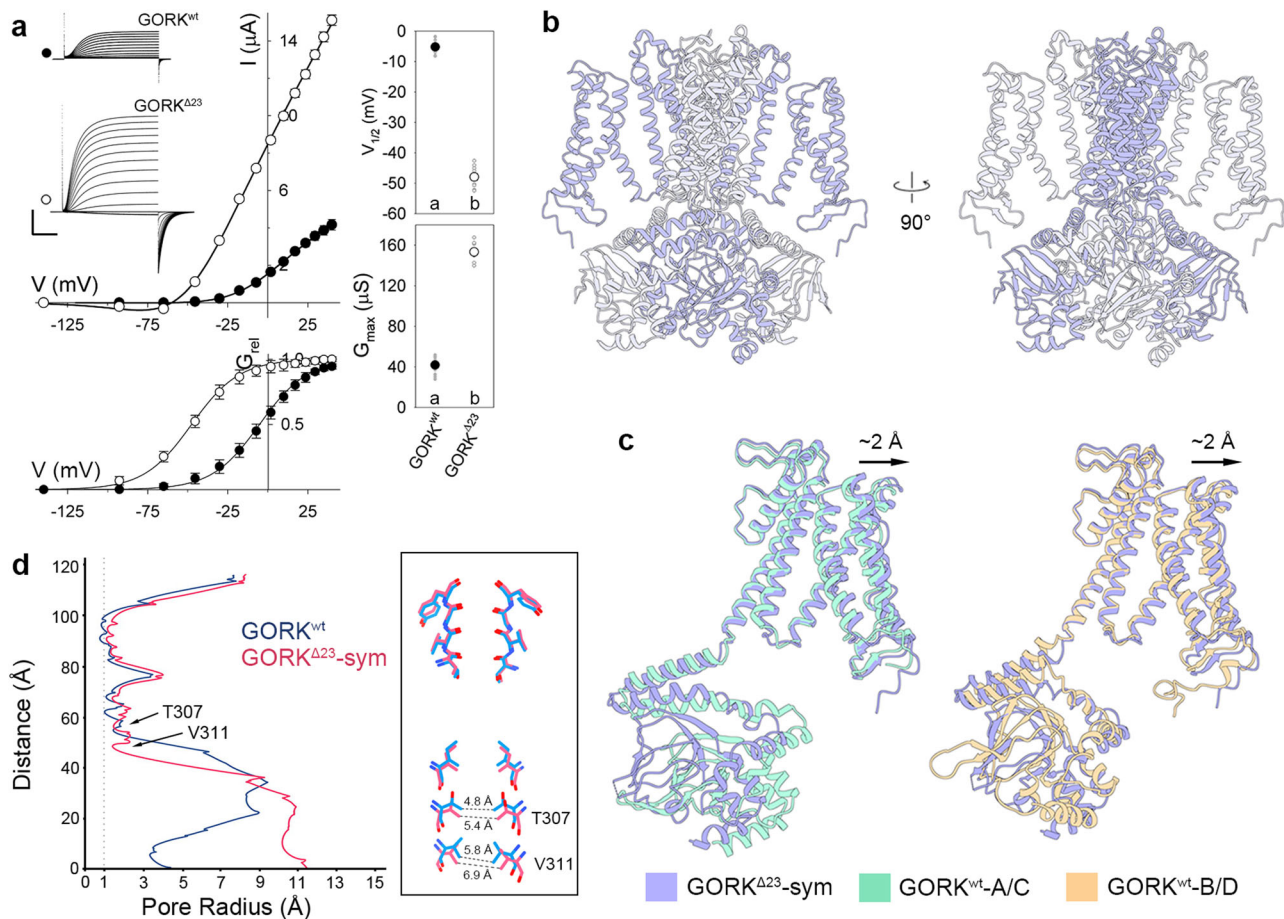 a
GORKwt
GORKΔ23
I (μA)
14
10
6
2
V (mV)
-125 -75 -25 25
Grel
1.0
0.5
V (mV)
-125 -75 -25 25
V1/2 (mV)
0
-10
-20
-30
-40
-50
-60
a b
Gmax (μS)
160
120
80
40
0
a b
GORKwt
GORKΔ23
b
90°
c
~2 Å
~2 Å
GORKΔ23-sym
GORKwt-A/C
GORKwt-B/D
d
Distance (Å)
120
100
80
60
40
20
0
0 1 3 5 7 9 11 13 15
Pore Radius (Å)
GORKwt
GORKΔ23-sym
T307
V311
4.8 Å
5.4 Å
T307
5.8 Å
6.9 Å
V311